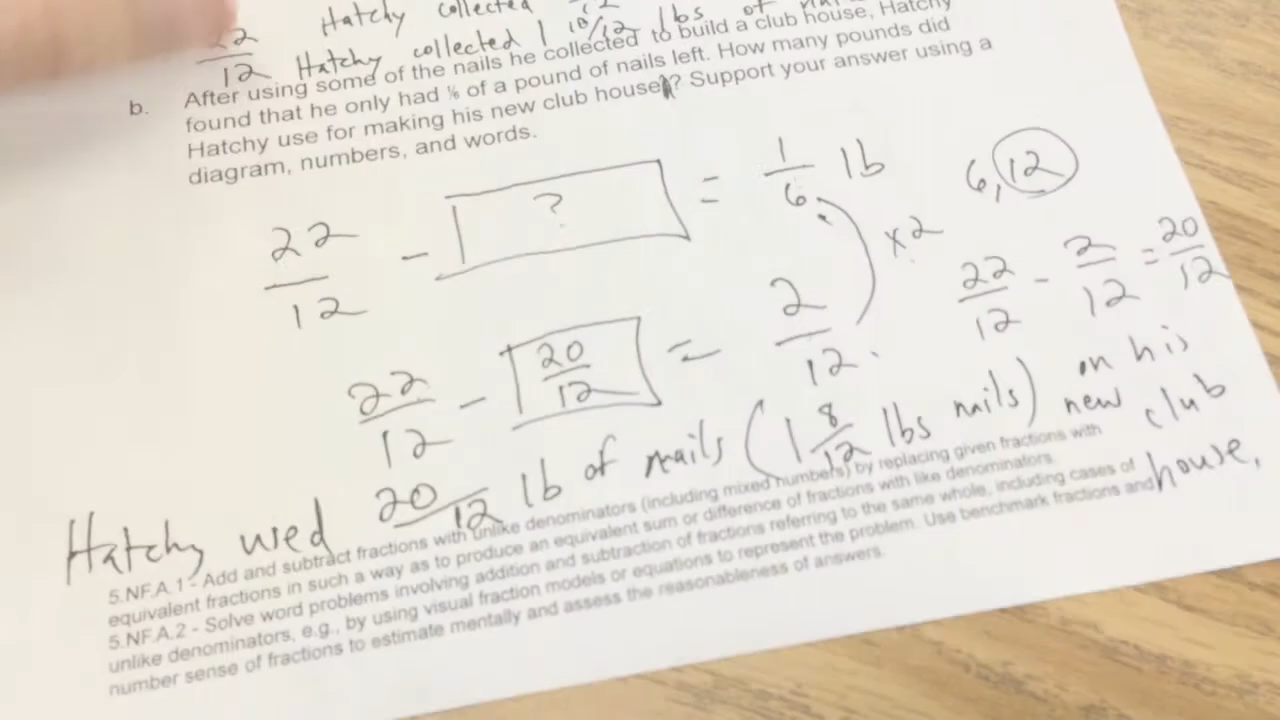 Hatchy collected
22/12 Hatchy collected 1 10/12 lbs of
b. After using some of the nails he collected to build a club house, Hatchy
found that he only had ⅙ of a pound of nails left. How many pounds did
Hatchy use for making his new club house? Support your answer using a
diagram, numbers, and words.
22/12 - ? = 1/6 lb
6, 12
x2
22/12 - 20/12 = 2/12.
22/12 - 2/12 = 20/12
Hatchy used 20/12 lb of nails (1 8/12 lbs nails) on his
new club
house.
5.NF.A.1 - Add and subtract fractions with unlike denominators (including mixed numbers) by replacing given fractions with
equivalent fractions in such a way as to produce an equivalent sum or difference of fractions with like denominators.
5.NF.A.2 - Solve word problems involving addition and subtraction of fractions referring to the same whole, including cases of
unlike denominators, e.g., by using visual fraction models or equations to represent the problem. Use benchmark fractions and
number sense of fractions to estimate mentally and assess the reasonableness of answers.